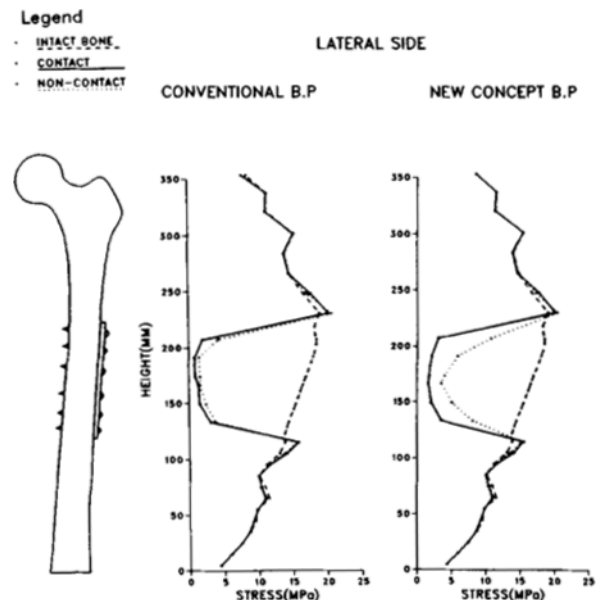 Legend
INTACT BONE
CONTACT
NON-CONTACT
LATERAL SIDE
CONVENTIONAL B.P
NEW CONCEPT B.P
350
300
250
200
150
100
50
0
HEIGHT(MM)
0 5 10 15 20 25
STRESS(MPa)
350
300
250
200
150
100
50
0
0 5 10 15 20 25
STRESS(MPa)